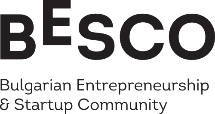 BESCO
Bulgarian Entrepreneurship
& Startup Community